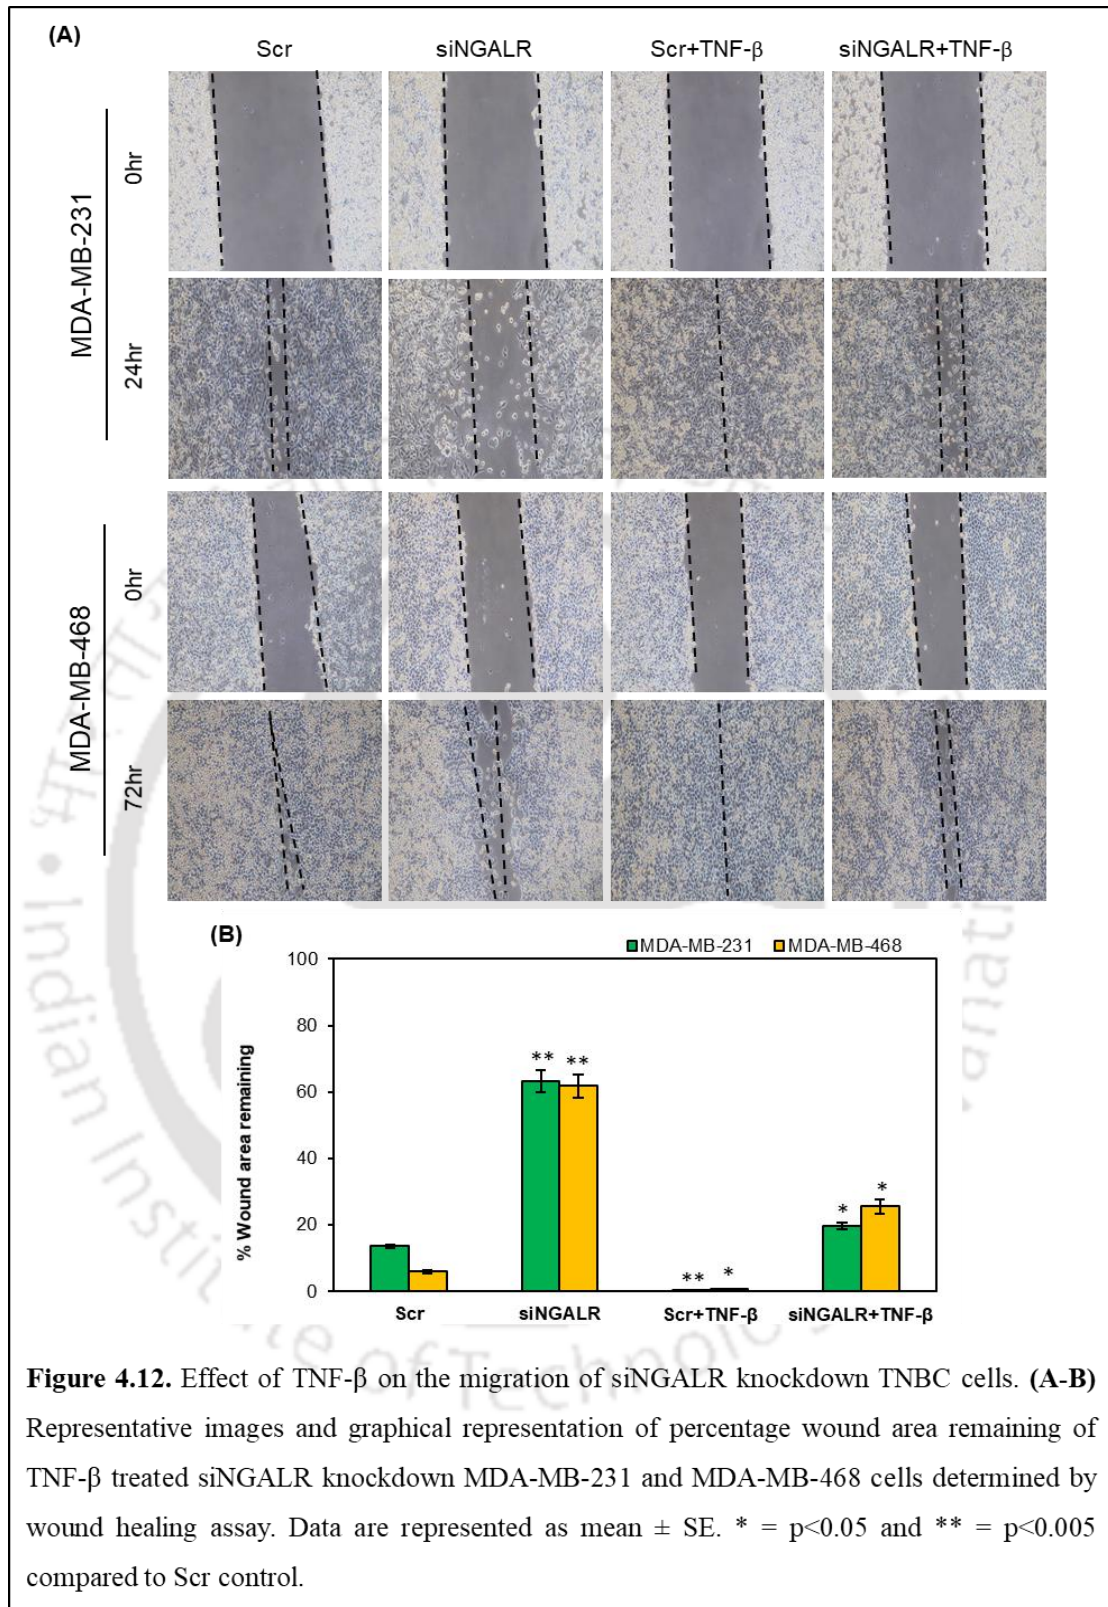 (A)
Scr siNGALR Scr+TNF-β siNGALR+TNF-β
MDA-MB-231
0hr
24hr
MDA-MB-468
0hr
72hr
(B)
MDA-MB-231 MDA-MB-468
% Wound area remaining
100
80
60
40
20
0
** **
** *
* *
Scr siNGALR Scr+TNF-β siNGALR+TNF-β
Indian Institute of Technology
Figure 4.12. Effect of TNF-β on the migration of siNGALR knockdown TNBC cells. (A-B)
Representative images and graphical representation of percentage wound area remaining of
TNF-β treated siNGALR knockdown MDA-MB-231 and MDA-MB-468 cells determined by
wound healing assay. Data are represented as mean ± SE. * = p<0.05 and ** = p<0.005
compared to Scr control.